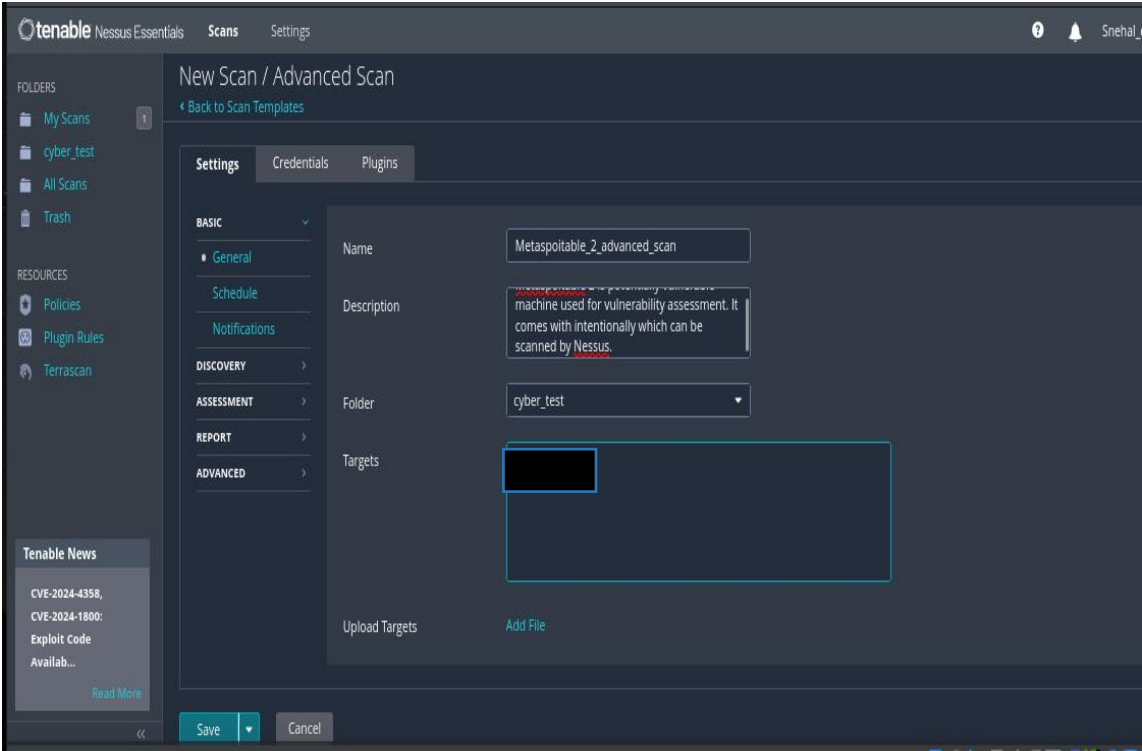 tenable Nessus Essentials Scans Settings Snehal_
FOLDERS
My Scans 1
cyber_test
All Scans
Trash
RESOURCES
Policies
Plugin Rules
Terrascan
Tenable News
CVE-2024-4358,
CVE-2024-1800:
Exploit Code
Availab...
Read More
New Scan / Advanced Scan
Back to Scan Templates
Settings Credentials Plugins
BASIC
General
Schedule
Notifications
DISCOVERY
ASSESSMENT
REPORT
ADVANCED
Name Metaspoitable_2_advanced_scan
Description
machine used for vulnerability assessment. It
comes with intentionally which can be
scanned by Nessus.
Folder cyber_test
Targets
Upload Targets Add File
Save Cancel